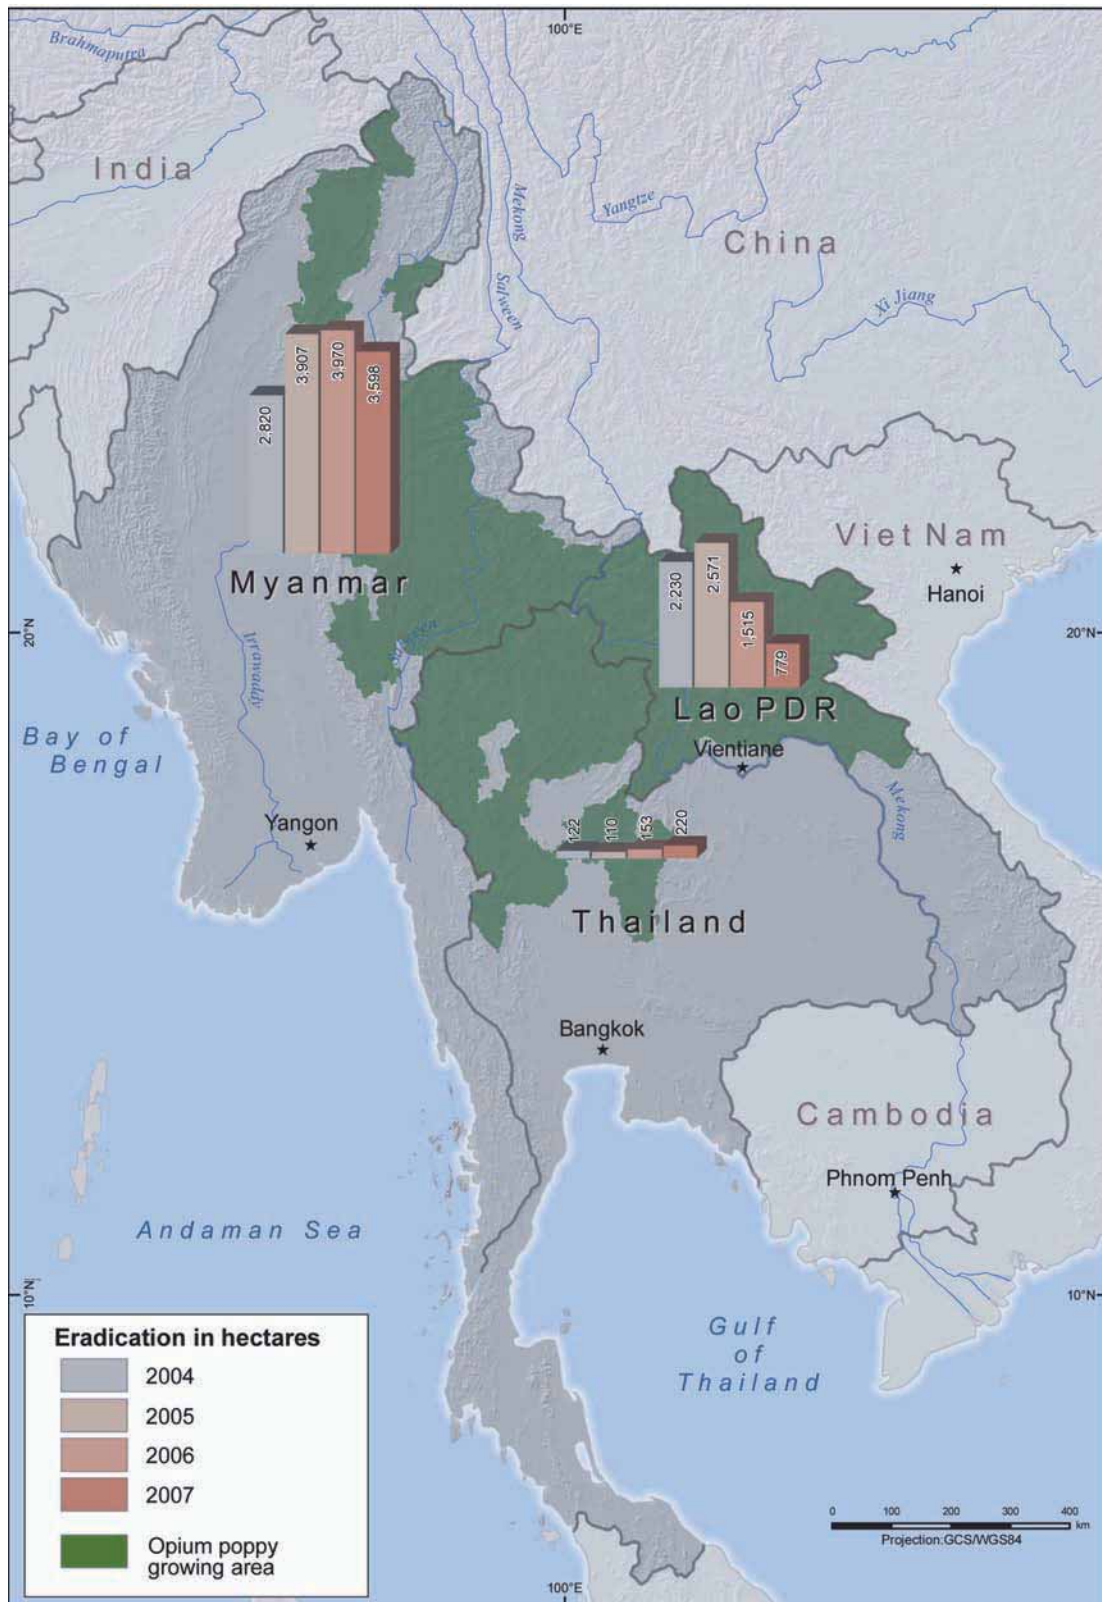 100°E
Brahmaputra
India
Mekong
Salween
Yangtze
China
Xi Jiang
2,820
3,907
3,970
3,598
Myanmar
2,230
2,571
1,515
779
Lao PDR
Viet Nam
Hanoi
20°N
20°N
Irrawaddy
Salween
Bay of
Bengal
Vientiane
Mekong
Yangon
122
110
153
220
Thailand
Bangkok
Cambodia
Phnom Penh
Andaman Sea
10°N
10°N
Gulf
of
Thailand
Eradication in hectares
2004
2005
2006
2007
Opium poppy
growing area
0 100 200 300 400
km
Projection:GCS/WGS84
100°E